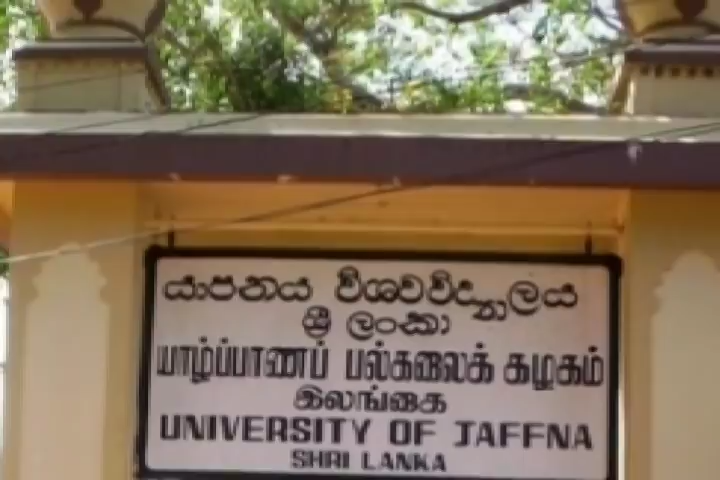 යාපනය විශ්වවිද්‍යාලය
ශ්‍රී ලංකා
யாழ்ப்பாணப் பல்கலைக் கழகம்
இலங்கை
UNIVERSITY OF JAFFNA
SHRI LANKA